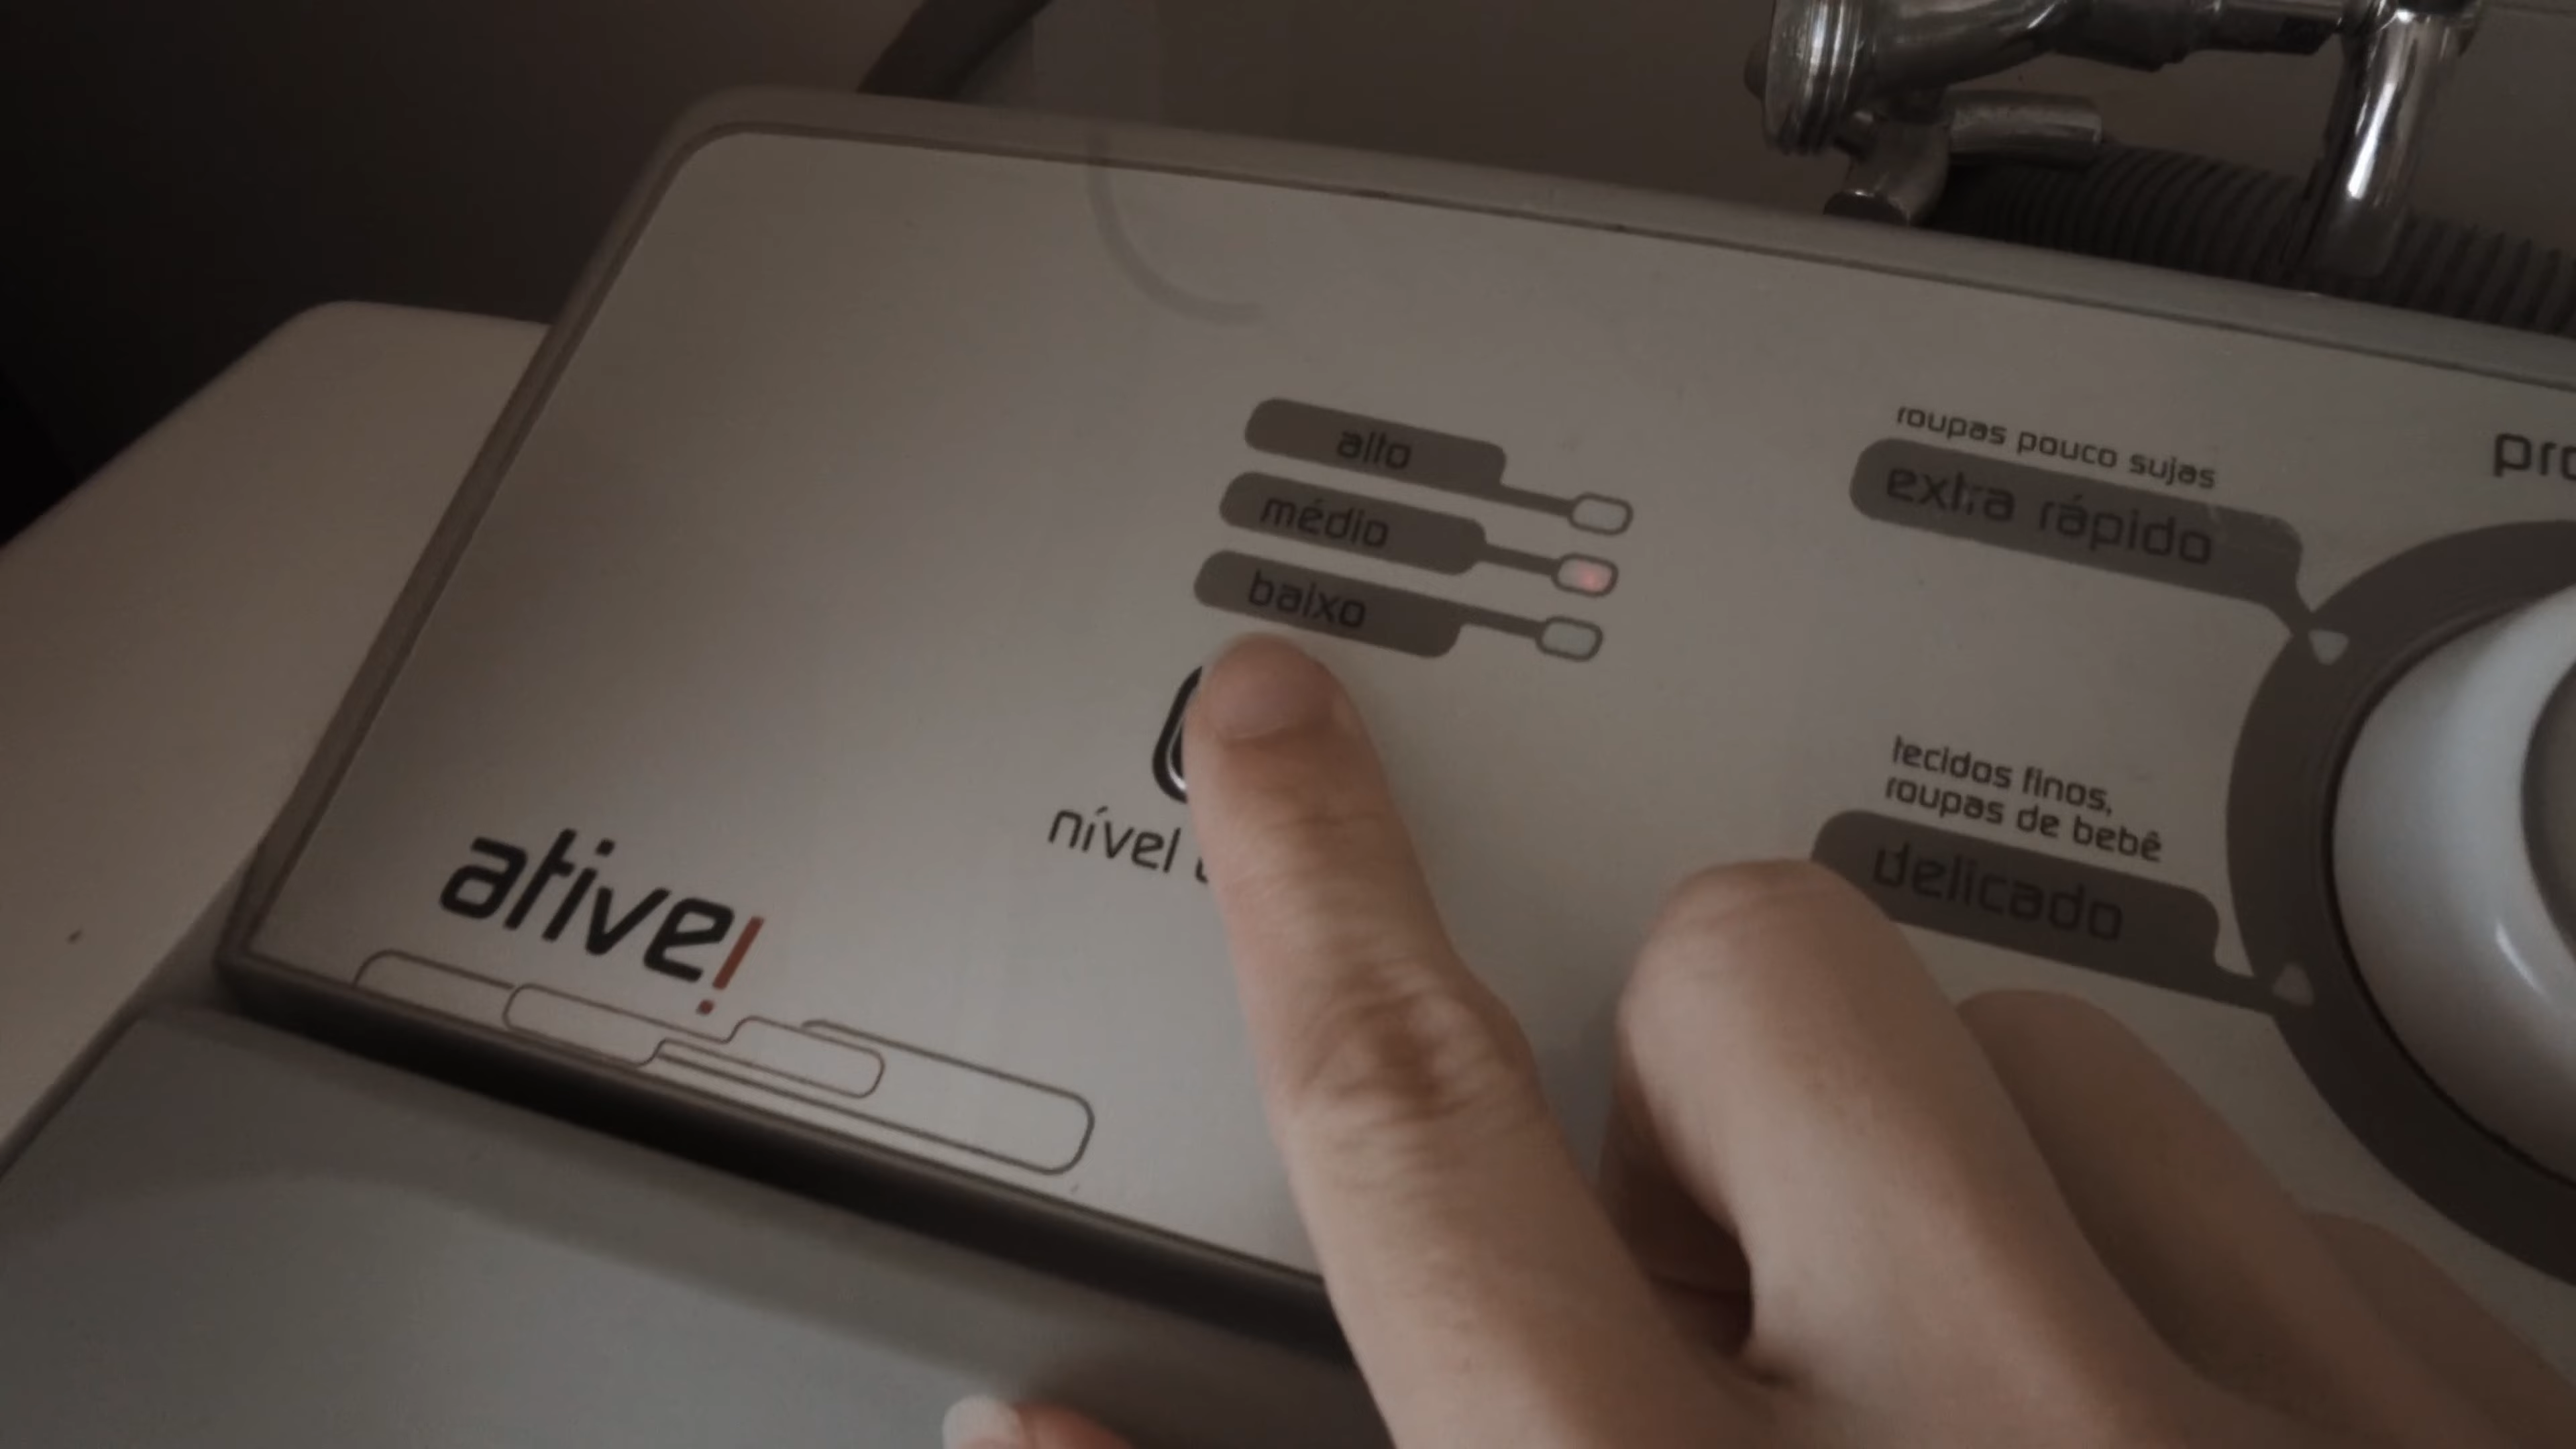 alto
médio
baixo
nível
ative!
roupas pouco sujas
extra rápido
tecidos finos,
roupas de bebê
delicado